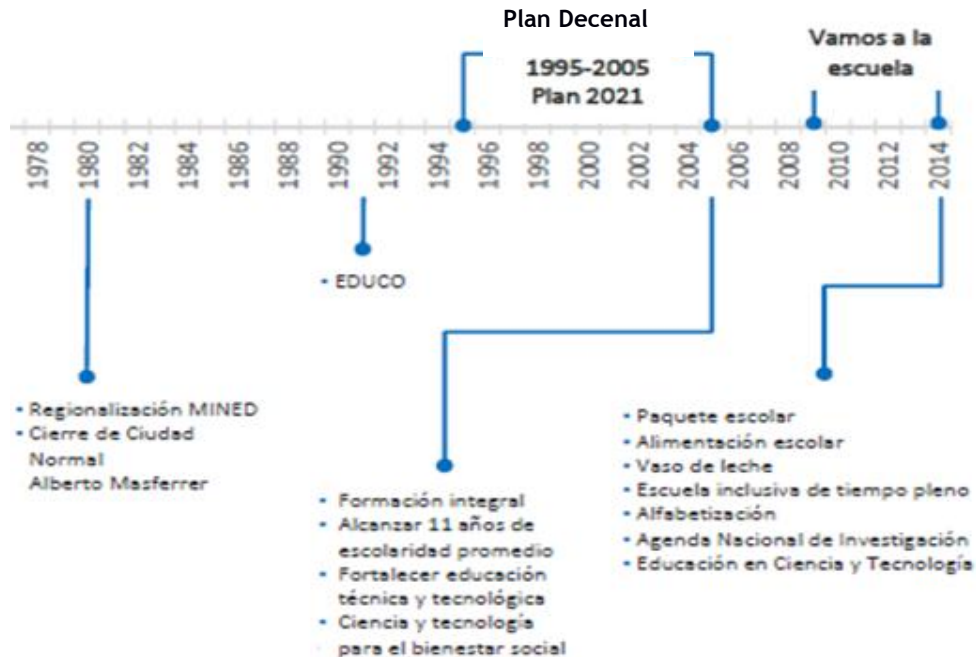 Plan Decenal
1995-2005
Plan 2021
Vamos a la
escuela
1978
1980
1982
1984
1986
1988
1990
1992
1994
1996
1998
2000
2002
2004
2006
2008
2010
2012
2014
• Regionalización MINED
• Cierre de Ciudad
Normal
Alberto Masferrer
• EDUCO
• Formación integral
• Alcanzar 11 años de
escolaridad promedio
• Fortalecer educación
técnica y tecnológica
• Ciencia y tecnología
para el bienestar social
• Paquete escolar
• Alimentación escolar
• Vaso de leche
• Escuela inclusiva de tiempo pleno
• Alfabetización
• Agenda Nacional de Investigación
• Educación en Ciencia y Tecnología